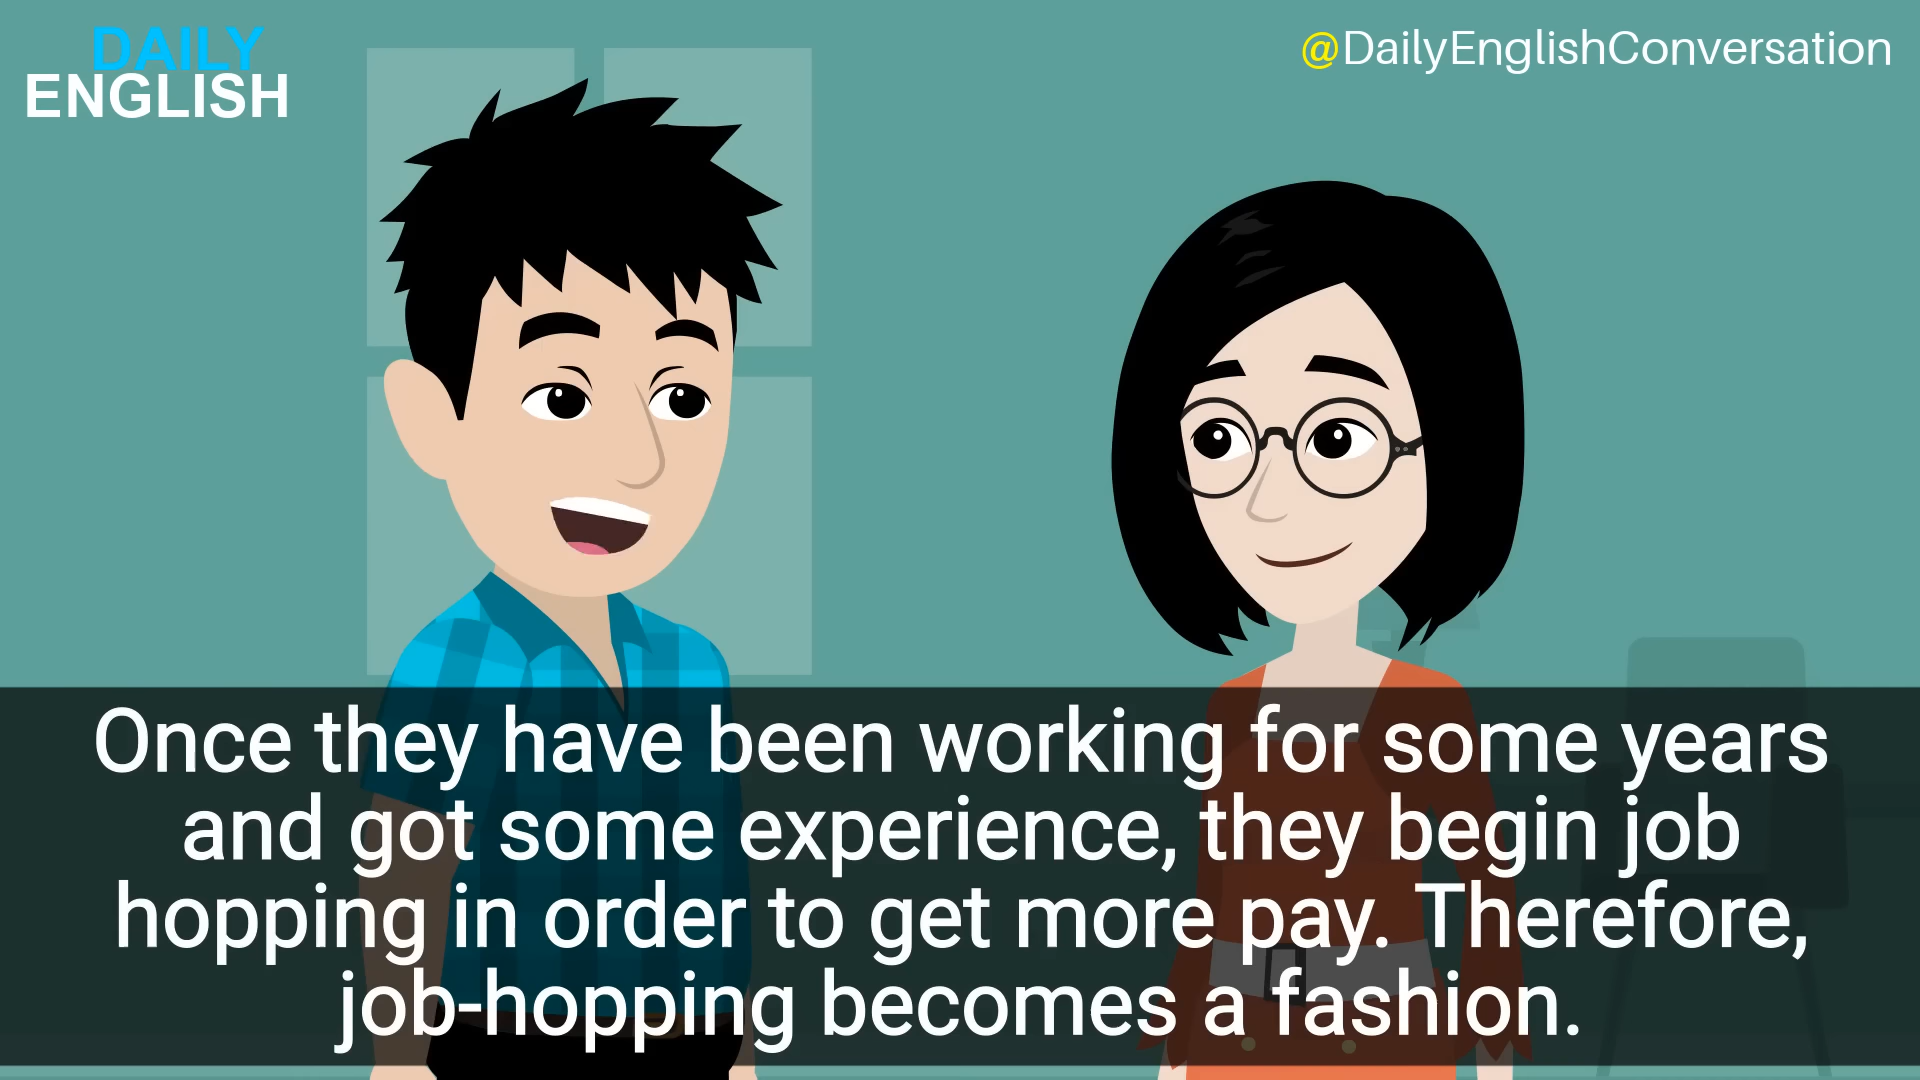 DAILY
ENGLISH
@DailyEnglishConversation
Once they have been working for some years
and got some experience, they begin job
hopping in order to get more pay. Therefore,
job-hopping becomes a fashion.